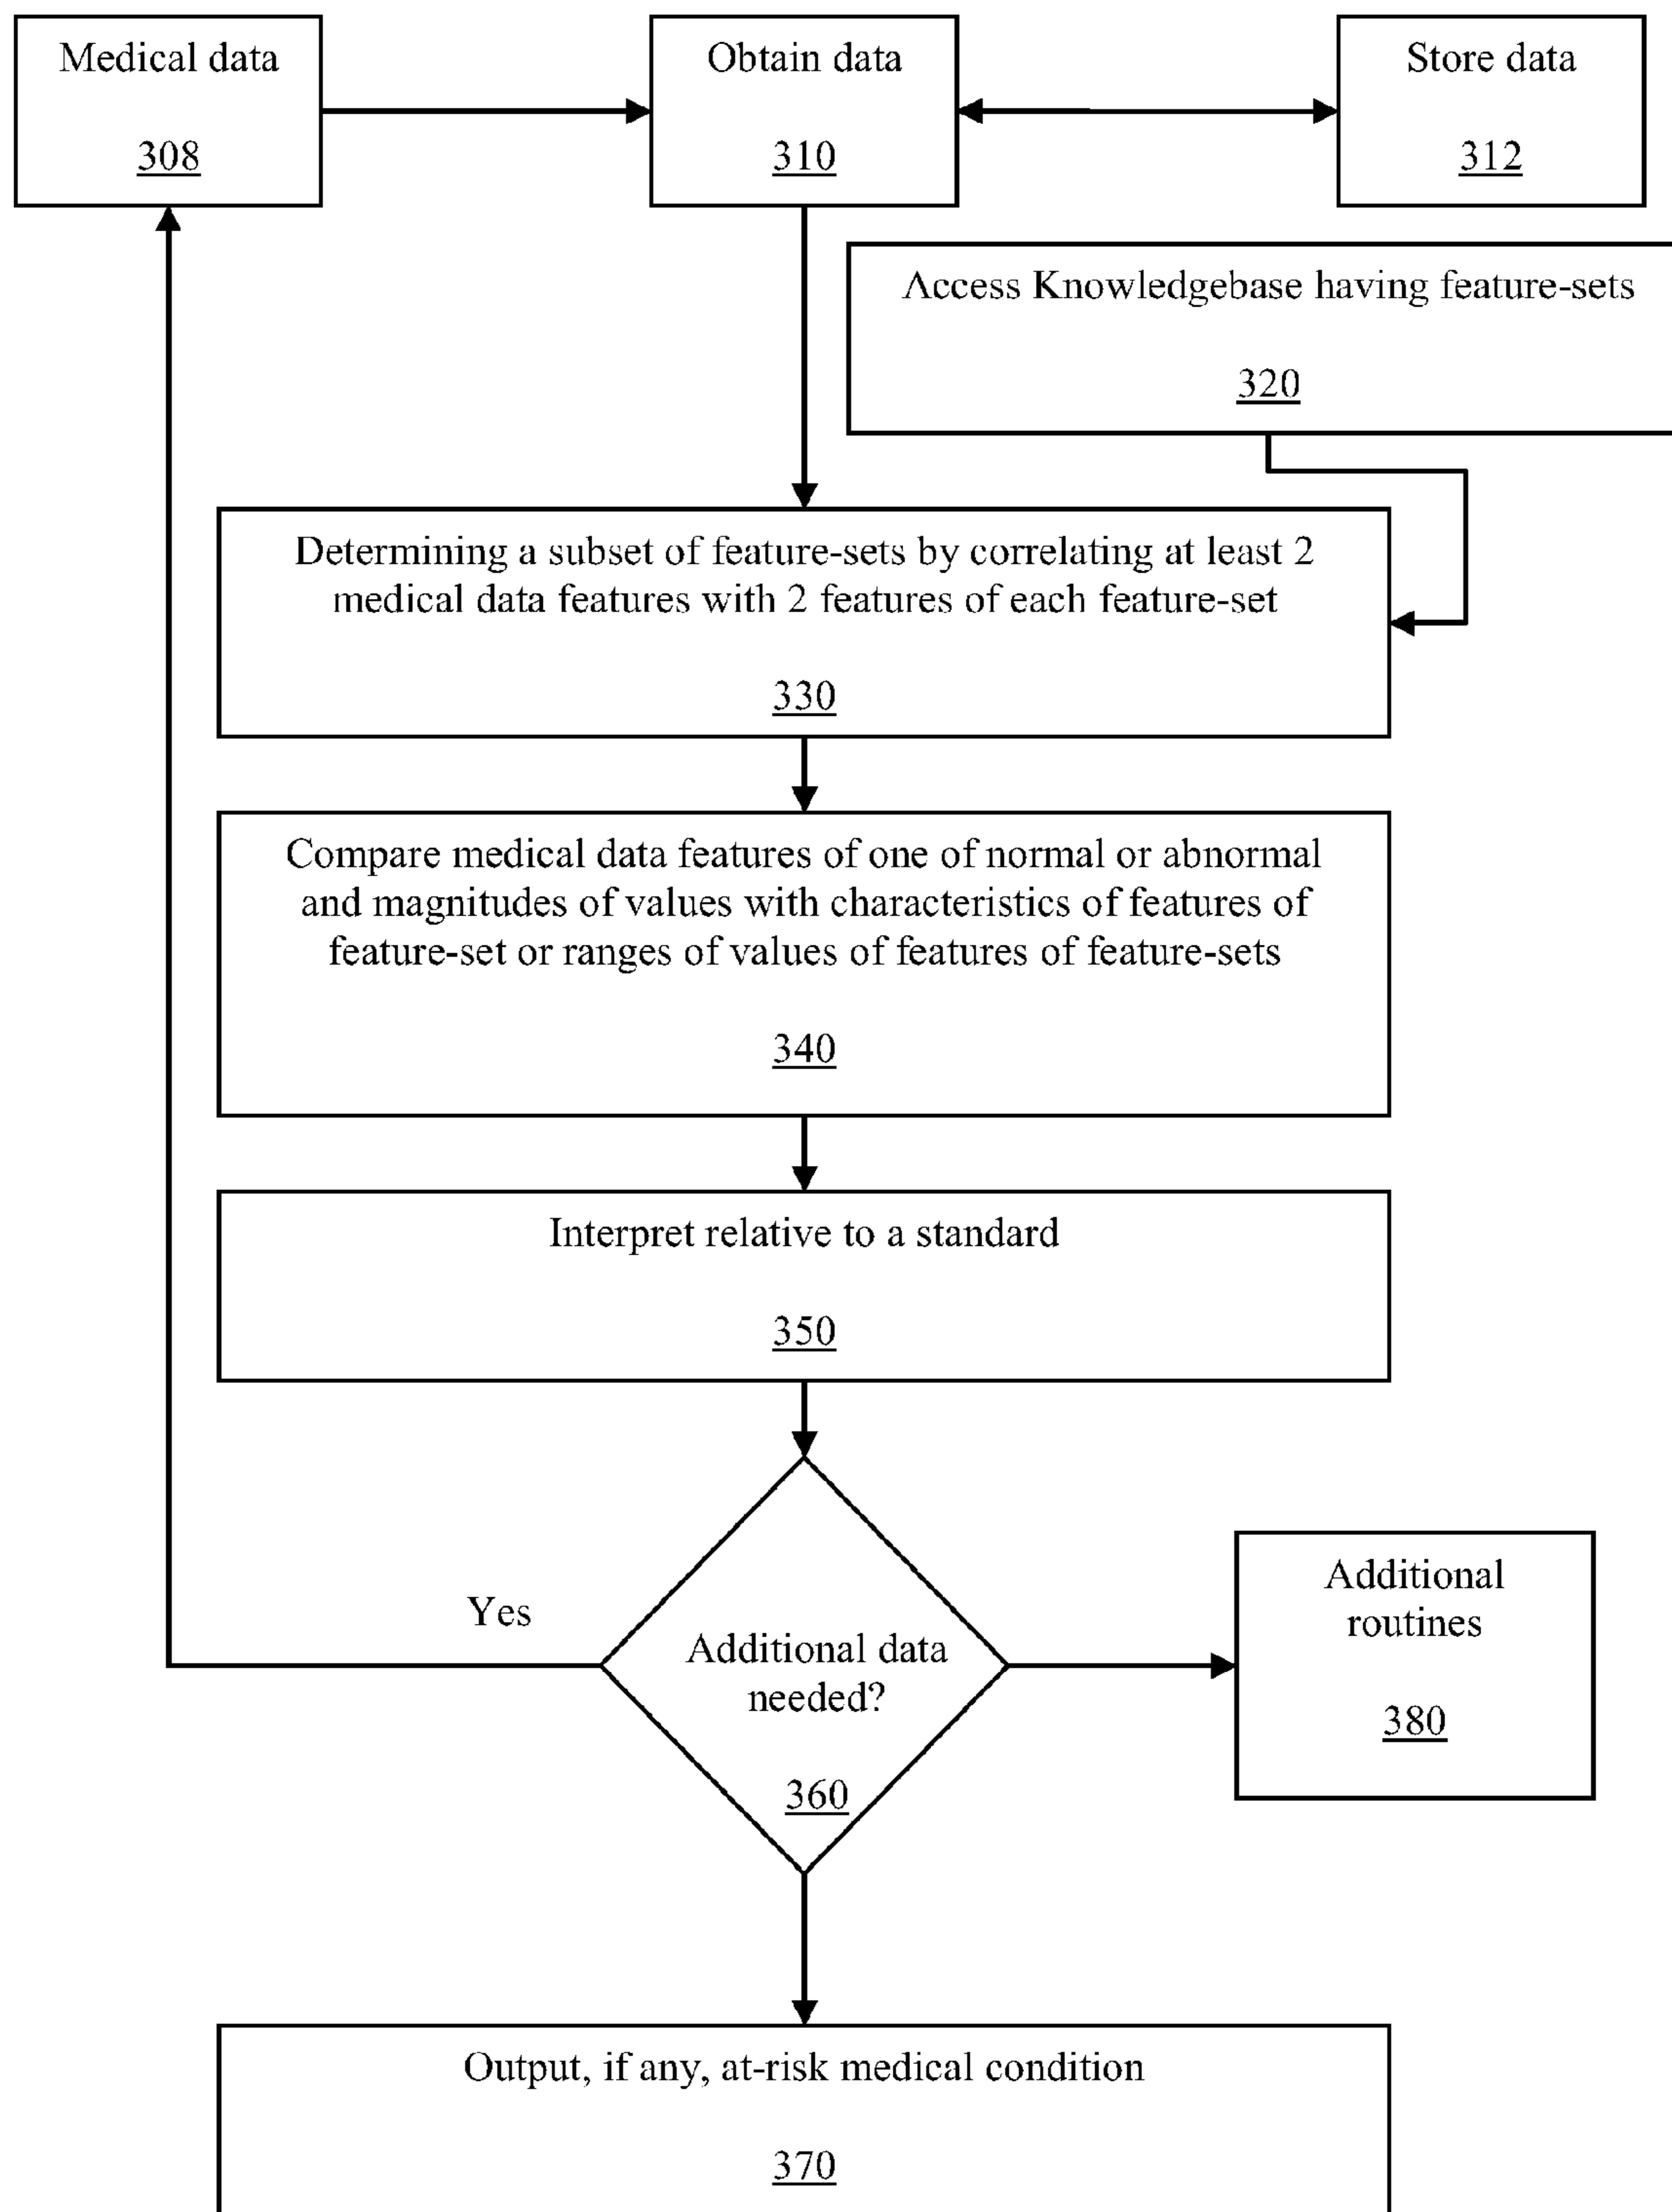 Medical data
308
Obtain data
310
Store data
312
Access Knowledgebase having feature-sets
320
Determining a subset of feature-sets by correlating at least 2
medical data features with 2 features of each feature-set
330
Compare medical data features of one of normal or abnormal
and magnitudes of values with characteristics of features of
feature-set or ranges of values of features of feature-sets
340
Interpret relative to a standard
350
Yes
Additional data
needed?
360
Additional
routines
380
Output, if any, at-risk medical condition
370